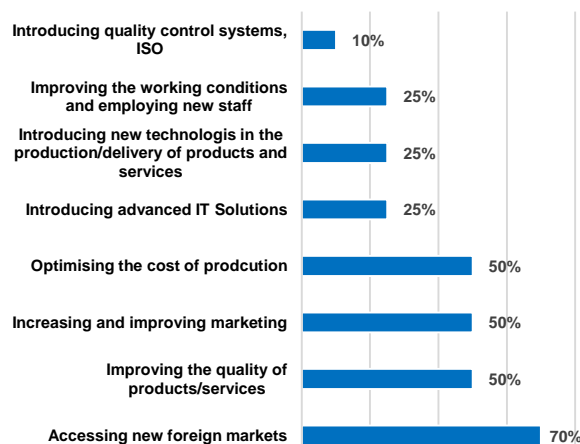 Introducing quality control systems,
ISO
10%
Improving the working conditions
and employing new staff
25%
Introducing new technologis in the
production/delivery of products and
services
25%
Introducing advanced IT Solutions
25%
Optimising the cost of prodcution
50%
Increasing and improving marketing
50%
Improving the quality of
products/services
50%
Accessing new foreign markets
70%